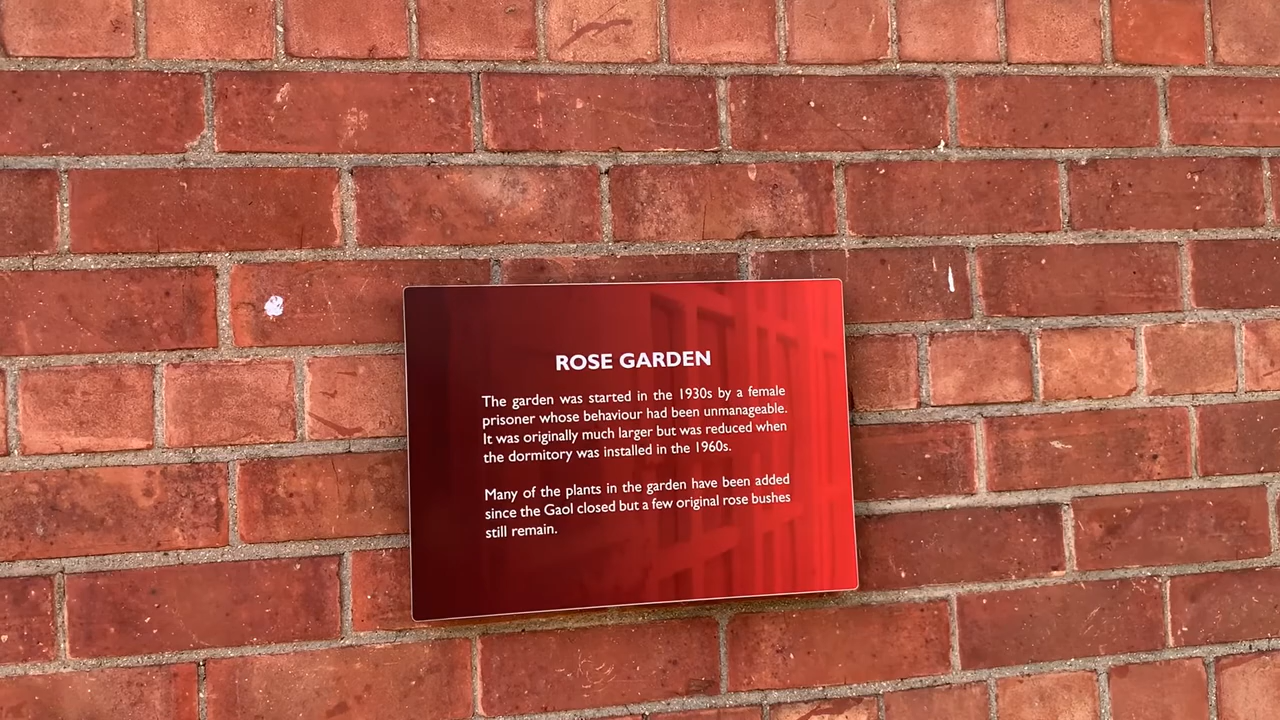 ROSE GARDEN
The garden was started in the 1930s by a female
prisoner whose behaviour had been unmanageable.
It was originally much larger but was reduced when
the dormitory was installed in the 1960s.
Many of the plants in the garden have been added
since the Gaol closed but a few original rose bushes
still remain.